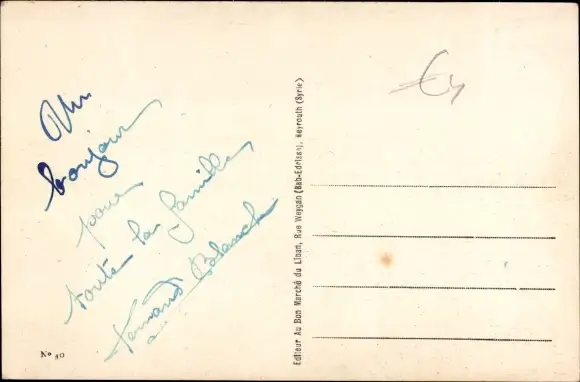 Un
bonjour
pour
toute la famille
Fernand
Editeur Au Bon Marché du Liban, Rue Weygan (Bab-Edriss), Beyrouth (Syrie)
No 40